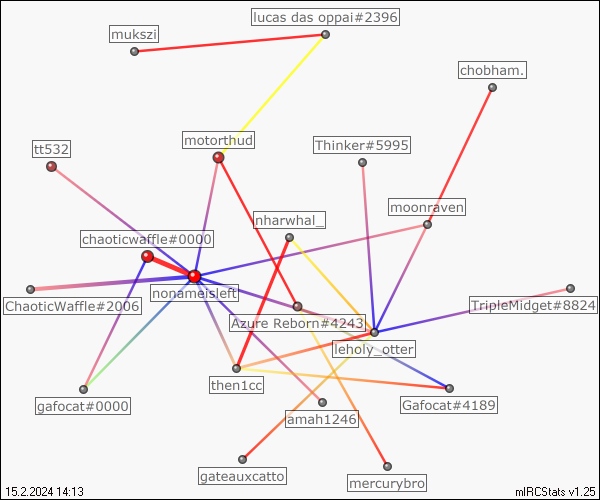 lucas das oppai#2396
mukszi
chobham.
motorthud
Thinker#5995
tt532
moonraven
nharwhal_
chaoticwaffle#0000
nonameisleft
ChaoticWaffle#2006
TripleMidget#8824
Azure Reborn#4243
leholy_otter
then1cc
gafocat#0000
Gafocat#4189
amah1246
gateauxcatto
mercurybro
15.2.2024 14:13
mIRCStats v1.25